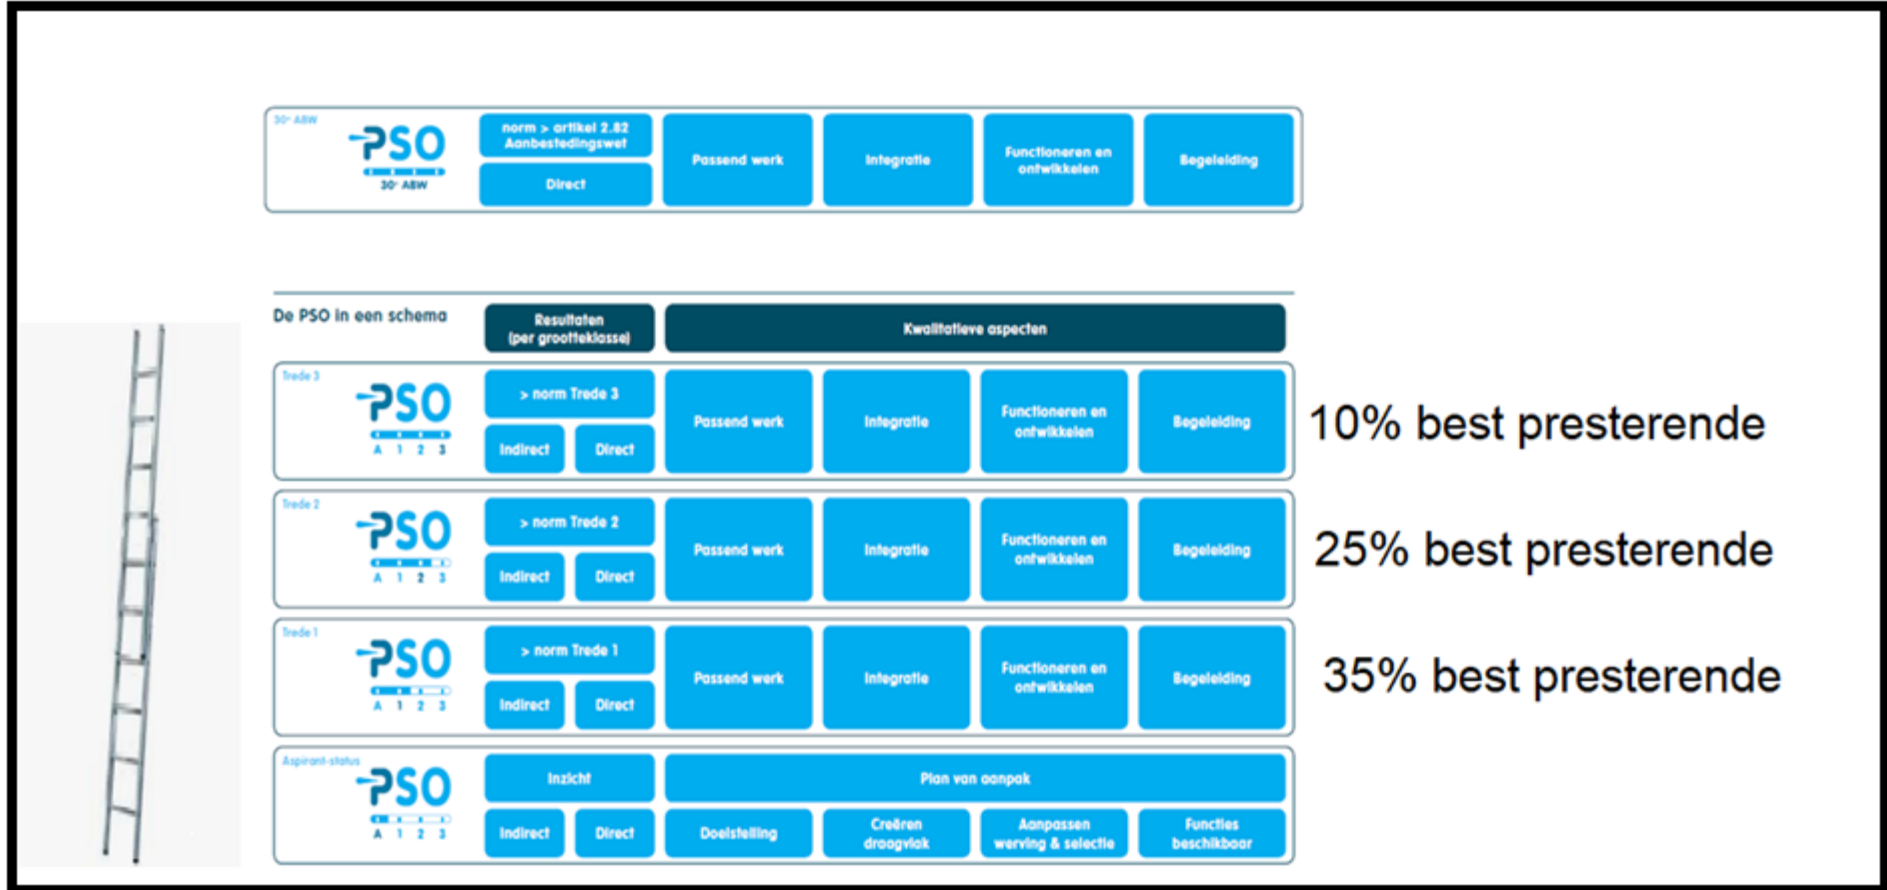 30+ ABW
PSO
30+ ABW
norm > artikel 2.82
Aanbestedingswet
Direct
Passend werk
Integratie
Functioneren en
ontwikkelen
Begeleiding
De PSO in een schema
Resultaten
(per grootteklasse)
Kwalitatieve aspecten
Trede 3
PSO
A 1 2 3
> norm Trede 3
Indirect
Direct
Passend werk
Integratie
Functioneren en
ontwikkelen
Begeleiding
10% best presterende
Trede 2
PSO
A 1 2 3
> norm Trede 2
Indirect
Direct
Passend werk
Integratie
Functioneren en
ontwikkelen
Begeleiding
25% best presterende
Trede 1
PSO
A 1 2 3
> norm Trede 1
Indirect
Direct
Passend werk
Integratie
Functioneren en
ontwikkelen
Begeleiding
35% best presterende
Aspirant-status
PSO
A 1 2 3
Inzicht
Indirect
Direct
Plan van aanpak
Doelstelling
Creëren
draagvlak
Aanpassen
werving & selectie
Functies
beschikbaar